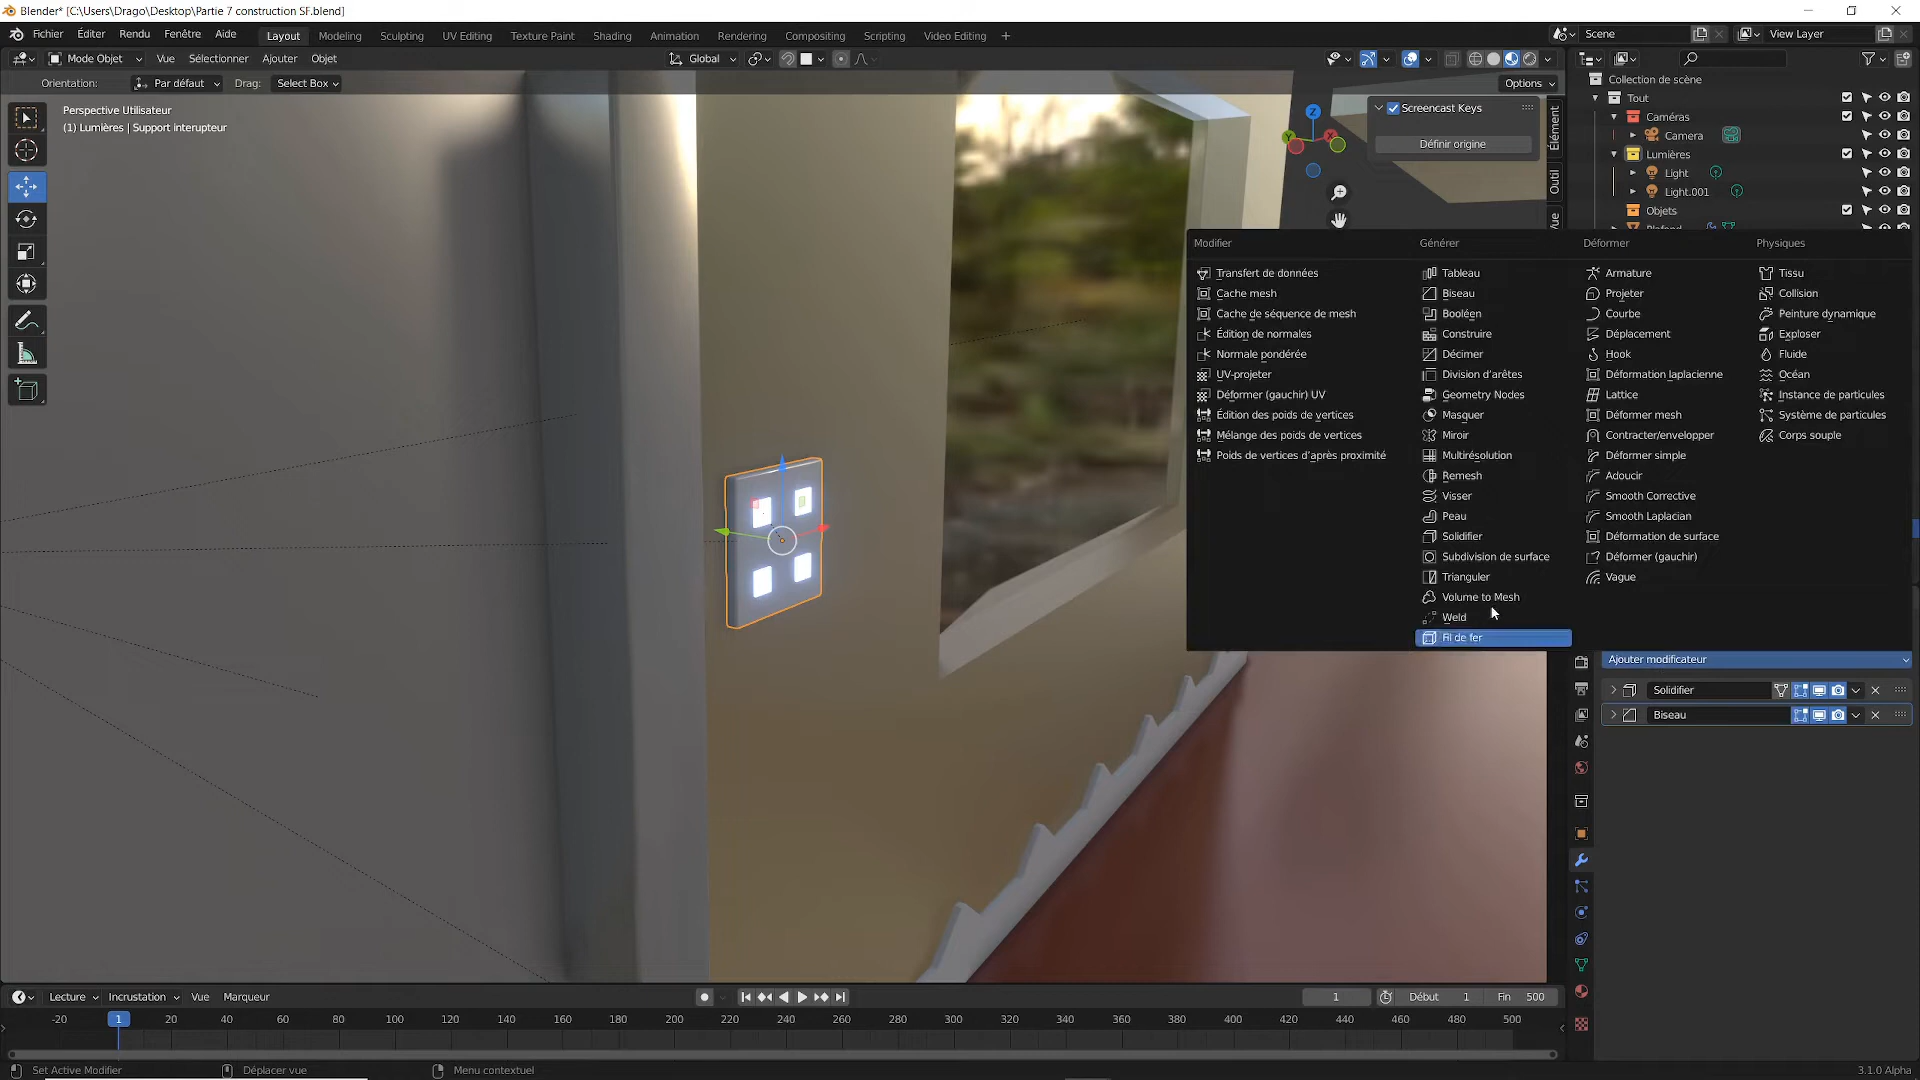 Blender* [C:\Users\Drago\Desktop\Partie 7 construction SF.blend]
Fichier Éditer Rendu Fenêtre Aide Layout Modeling Sculpting UV Editing Texture Paint Shading Animation Rendering Compositing Scripting Video Editing + Scene View Layer
Mode Objet Vue Sélectionner Ajouter Objet Global
Orientation: Par défaut Drag: Select Box Options
Perspective Utilisateur
(1) Lumières | Support interupteur
Screencast Keys
Définir origine
Z
Élément
Outil
Vue
Collection de scène
Tout
Caméras
Camera
Lumières
Light
Light.001
Objets
Plafond
Modifier
Transfert de données
Cache mesh
Cache de séquence de mesh
Édition de normales
Normale pondérée
UV-projeter
Déformer (gauchir) UV
Édition des poids de vertices
Mélange des poids de vertices
Poids de vertices d'après proximité
Générer
Tableau
Biseau
Booléen
Construire
Décimer
Division d'arêtes
Geometry Nodes
Masquer
Miroir
Multirésolution
Remesh
Visser
Peau
Solidifier
Subdivision de surface
Trianguler
Volume to Mesh
Weld
Fil de fer
Déformer
Armature
Projeter
Courbe
Déplacement
Hook
Déformation laplacienne
Lattice
Déformer mesh
Contracter/envelopper
Déformer simple
Adoucir
Smooth Corrective
Smooth Laplacian
Déformation de surface
Déformer (gauchir)
Vague
Physiques
Tissu
Collision
Peinture dynamique
Exploser
Fluide
Océan
Instance de particules
Système de particules
Corps souple
Ajouter modificateur
Solidifier
Biseau
Lecture Incrustation Vue Marqueur 1 Début 1 Fin 500
-20 1 20 40 60 80 100 120 140 160 180 200 220 240 260 280 300 320 340 360 380 400 420 440 460 480 500
Set Active Modifier Déplacer vue Menu contextuel 3.1.0 Alpha